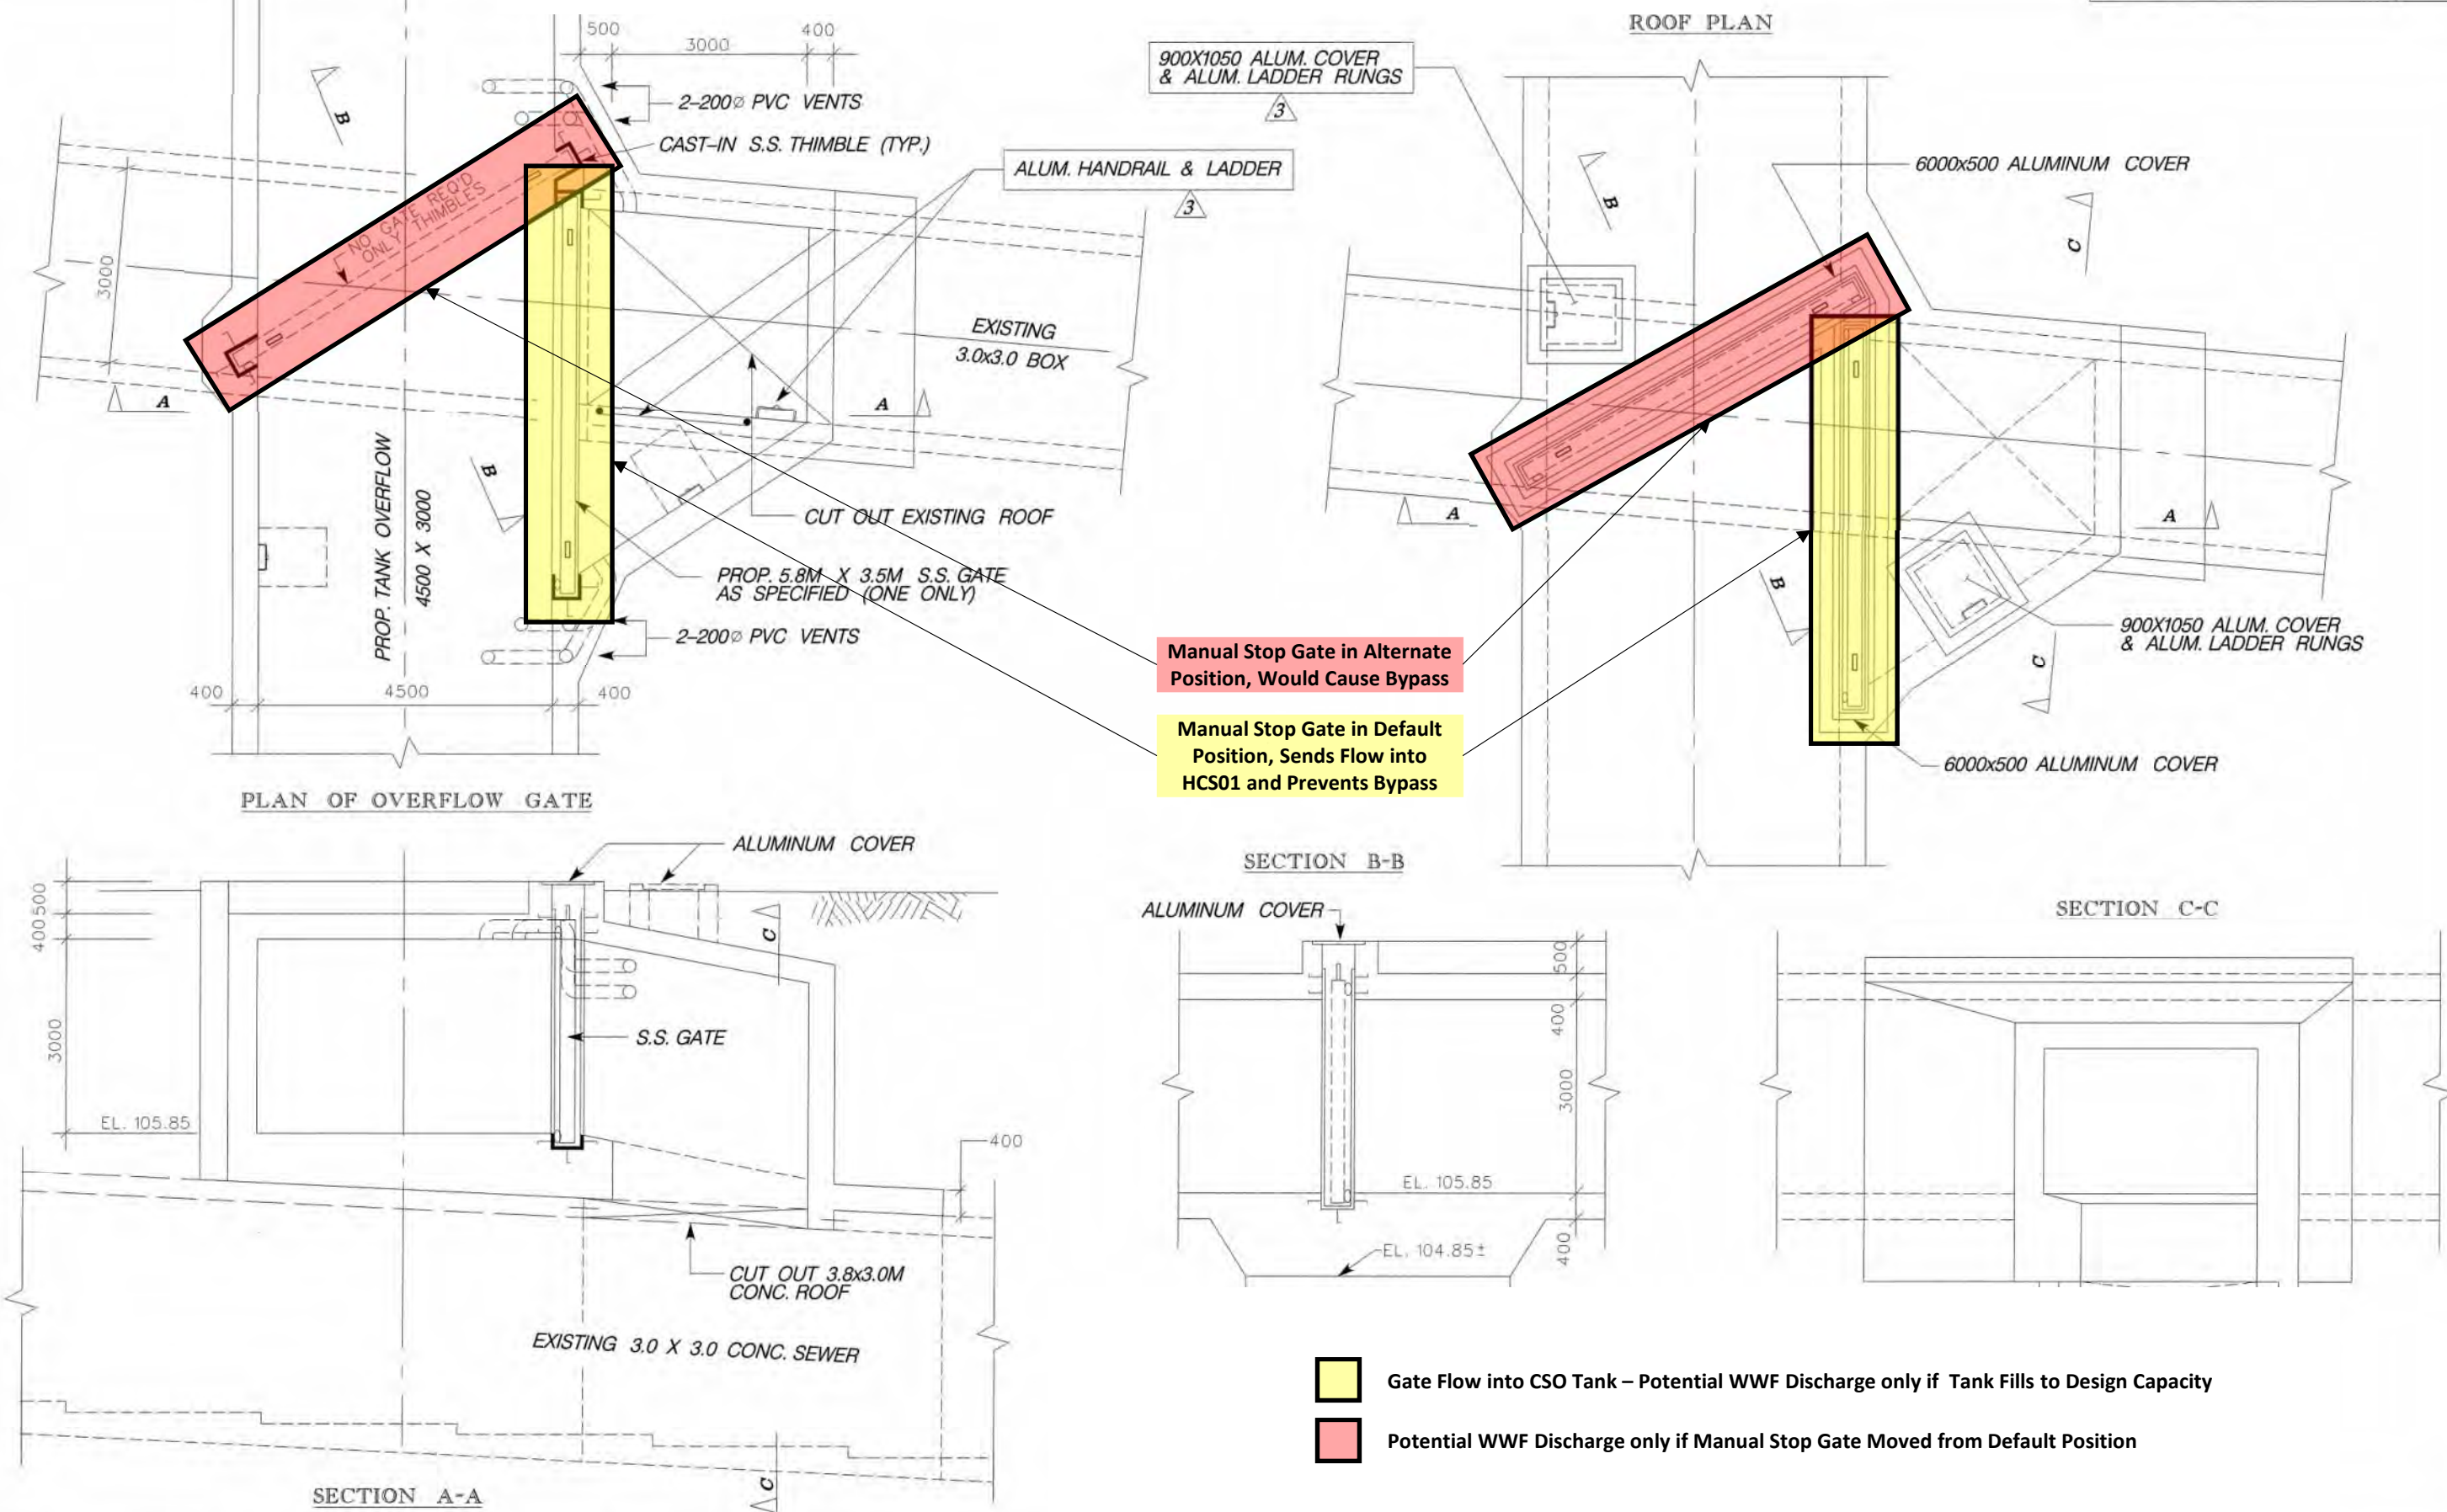 ROOF PLAN
500
3000
400
2-200⌀ PVC VENTS
CAST-IN S.S. THIMBLE (TYP.)
ALUM. HANDRAIL & LADDER
3
B
NO GATE REQ'D
ONLY THIMBLES
3000
EXISTING
3.0x3.0 BOX
A
A
B
PROP. TANK OVERFLOW
4500 X 3000
CUT OUT EXISTING ROOF
PROP. 5.8M X 3.5M S.S. GATE
AS SPECIFIED (ONE ONLY)
2-200⌀ PVC VENTS
400
4500
400
PLAN OF OVERFLOW GATE
900X1050 ALUM. COVER
& ALUM. LADDER RUNGS
3
B
6000x500 ALUMINUM COVER
C
A
A
B
900X1050 ALUM. COVER
& ALUM. LADDER RUNGS
C
6000x500 ALUMINUM COVER
Manual Stop Gate in Alternate
Position, Would Cause Bypass
Manual Stop Gate in Default
Position, Sends Flow into
HCS01 and Prevents Bypass
ALUMINUM COVER
500
400
C
3000
S.S. GATE
EL. 105.85
400
CUT OUT 3.8x3.0M
CONC. ROOF
EXISTING 3.0 X 3.0 CONC. SEWER
C
SECTION A-A
SECTION B-B
ALUMINUM COVER
500
400
3000
EL. 105.85
EL. 104.85±
400
SECTION C-C
Gate Flow into CSO Tank – Potential WWF Discharge only if Tank Fills to Design Capacity
Potential WWF Discharge only if Manual Stop Gate Moved from Default Position